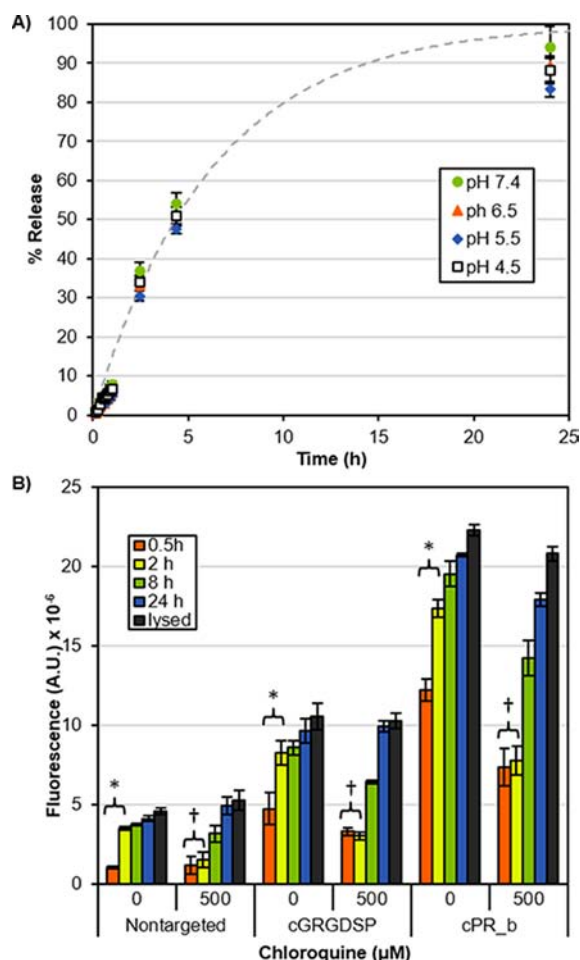 A)
100
90
80
70
60
50
40
30
20
10
0
% Release
pH 7.4
ph 6.5
pH 5.5
pH 4.5
0 5 10 15 20 25
Time (h)
B)
25
20
15
10
5
0
Fluorescence (A.U.) x 10⁻⁶
0.5h
2 h
8 h
24 h
lysed
* † * † * †
0 500 0 500 0 500
Nontargeted cGRGDSP cPR_b
Chloroquine (µM)